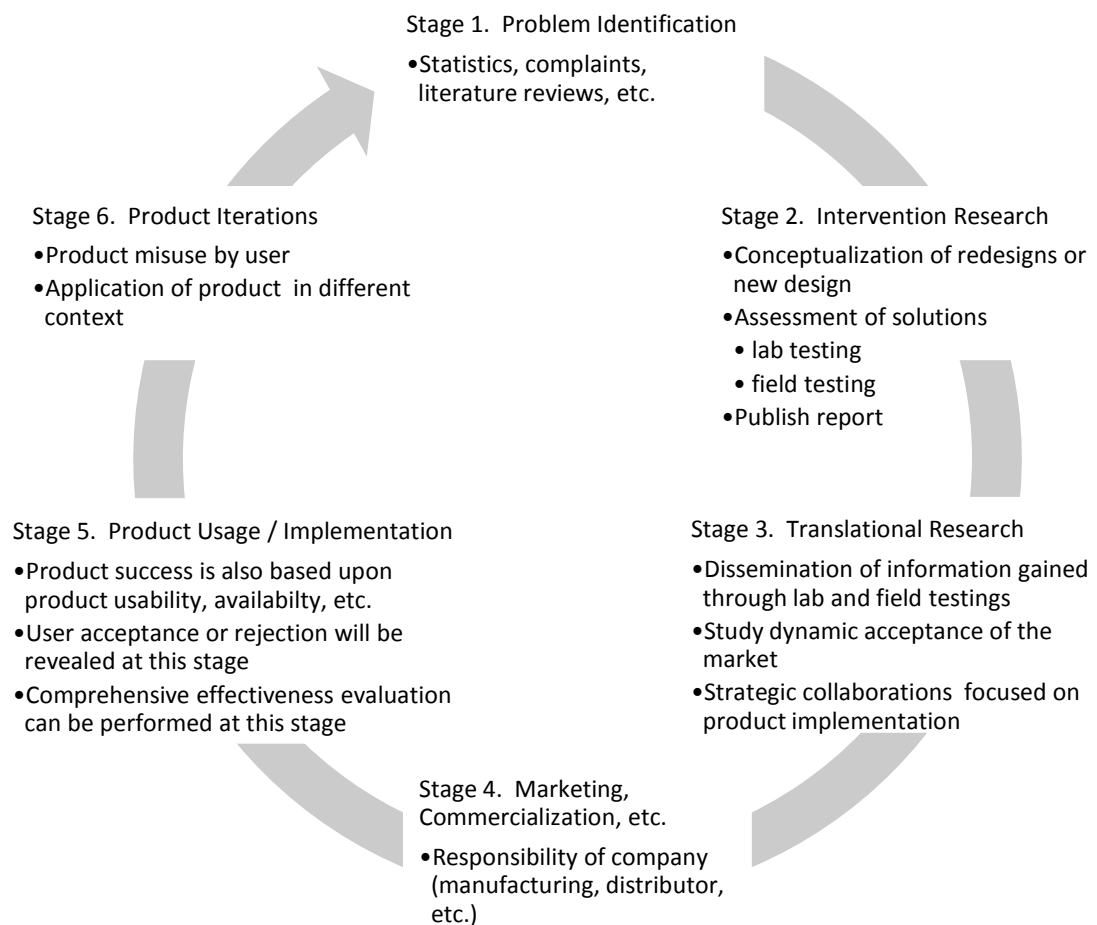 Stage 1.  Problem Identification
•Statistics, complaints,
literature reviews, etc.
Stage 2.  Intervention Research
•Conceptualization of redesigns or
new design
•Assessment of solutions
• lab testing
• field testing
•Publish report
Stage 3.  Translational Research
•Dissemination of information gained
through lab and field testings
•Study dynamic acceptance of the
market
•Strategic collaborations  focused on
product implementation
Stage 4.  Marketing,
Commercialization, etc.
•Responsibility of company
(manufacturing, distributor,
etc.)
Stage 5.  Product Usage / Implementation
•Product success is also based upon
product usability, availabilty, etc.
•User acceptance or rejection will be
revealed at this stage
•Comprehensive effectiveness evaluation
can be performed at this stage
Stage 6.  Product Iterations
•Product misuse by user
•Application of product  in different
context